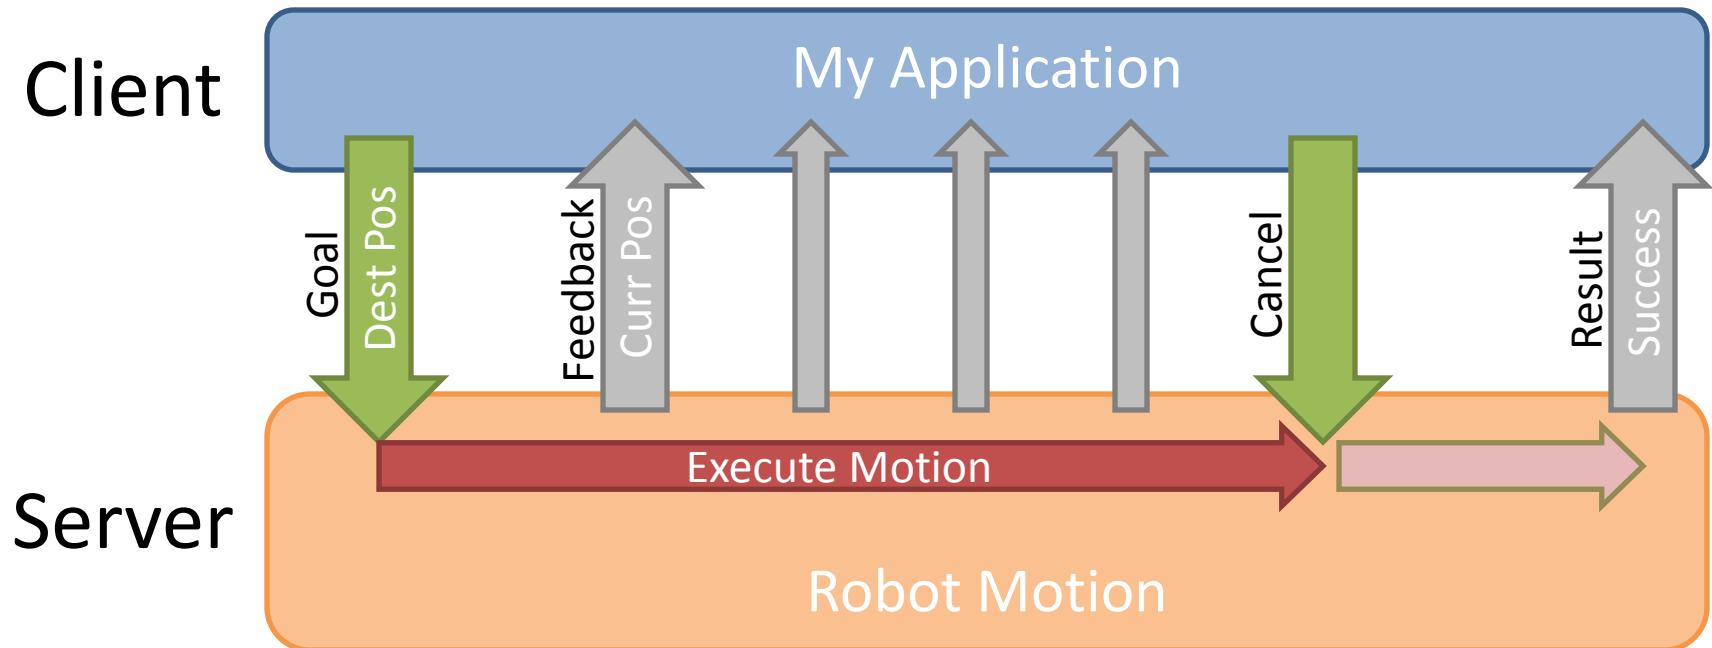 Client
My Application
Goal
Dest Pos
Feedback
Curr Pos
Cancel
Result
Success
Execute Motion
Server
Robot Motion